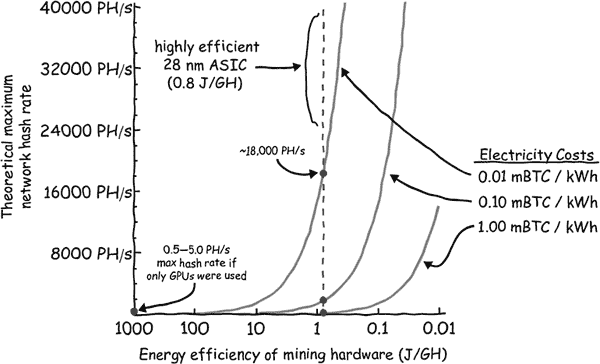 40000 PH/s
32000 PH/s
24000 PH/s
16000 PH/s
8000 PH/s
Theoretical maximum
network hash rate
highly efficient
28 nm ASIC
(0.8 J/GH)
~18,000 PH/s
0.5–5.0 PH/s
max hash rate if
only GPUs were used
Electricity Costs
0.01 mBTC / kWh
0.10 mBTC / kWh
1.00 mBTC / kWh
1000
100
10
1
0.1
0.01
Energy efficiency of mining hardware (J/GH)